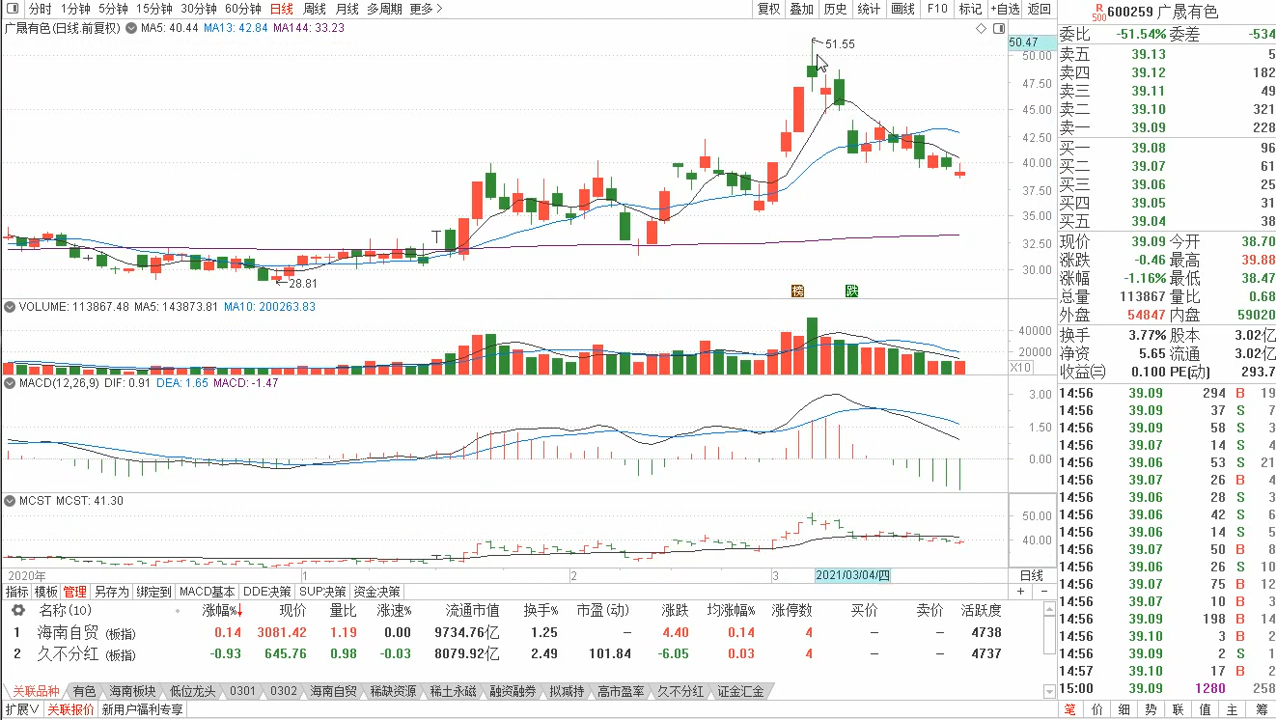 分时 1分钟 5分钟 15分钟 30分钟 60分钟 日线 周线 月线 多周期 更多 > 复权 叠加 历史 统计 画线 F10 标记 +自选 返回
广晟有色(日线.前复权) MA5: 40.44 MA13: 42.84 MA144: 33.23
51.55
28.81
榜 跌
50.47
50.00
47.50
45.00
42.50
40.00
37.50
35.00
32.50
30.00
VOLUME: 113867.48 MA5: 143873.81 MA10: 200263.83
40000
20000
X10
MACD(12,26,9) DIF: 0.91 DEA: 1.65 MACD: -1.47
3.00
1.50
0.00
MCST MCST: 41.30
50.00
40.00
2020年 1 2 3 2021/03/04/四 日线
指标 模板 管理 另存为 绑定到 MACD基本 DDE决策 SUP决策 资金决策 + -
名称(10) 涨幅%↓ 现价 量比 涨速% 流通市值 换手% 市盈(动) 涨跌 均涨幅% 涨停数 买价 卖价 活跃度
1 海南自贸 (板指) 0.14 3081.42 1.19 0.00 9734.76亿 1.25 — 4.40 0.14 4 — — 4738
2 久不分红 (板指) -0.93 645.76 0.98 -0.03 8079.92亿 2.49 101.84 -6.05 0.03 4 — — 4737
关联品种 有色 海南板块 低位龙头 0301 0302 海南自贸 稀缺资源 稀土永磁 融资融券 拟减持 高市盈率 久不分红 证金汇金
扩展∨ 关联报价 新用户福利专享
R 500 600259 广晟有色
委比 -51.54% 委差 -534
卖五 39.13 5
卖四 39.12 182
卖三 39.11 49
卖二 39.10 321
卖一 39.09 228
买一 39.08 96
买二 39.07 61
买三 39.06 25
买四 39.05 31
买五 39.04 38
现价 39.09 今开 38.70
涨跌 -0.46 最高 39.88
涨幅 -1.16% 最低 38.47
总量 113867 量比 0.68
外盘 54847 内盘 59020
换手 3.77% 股本 3.02亿
净资 5.65 流通 3.02亿
收益㈢ 0.100 PE(动) 293.7
14:56 39.09 294 B 19
14:56 39.09 37 S 7
14:56 39.09 58 S 3
14:56 39.07 14 S 4
14:56 39.06 53 S 21
14:56 39.07 26 B 4
14:56 39.06 28 S 3
14:56 39.06 42 S 6
14:56 39.06 14 S 5
14:56 39.07 50 B 8
14:56 39.06 26 S 10
14:56 39.07 75 B 12
14:56 39.07 10 B 3
14:56 39.09 198 B 14
14:56 39.10 3 B 2
14:56 39.09 2 S 1
14:57 39.10 17 B 2
15:00 39.09 1280 258
笔 价 细 势 联 值 主 筹